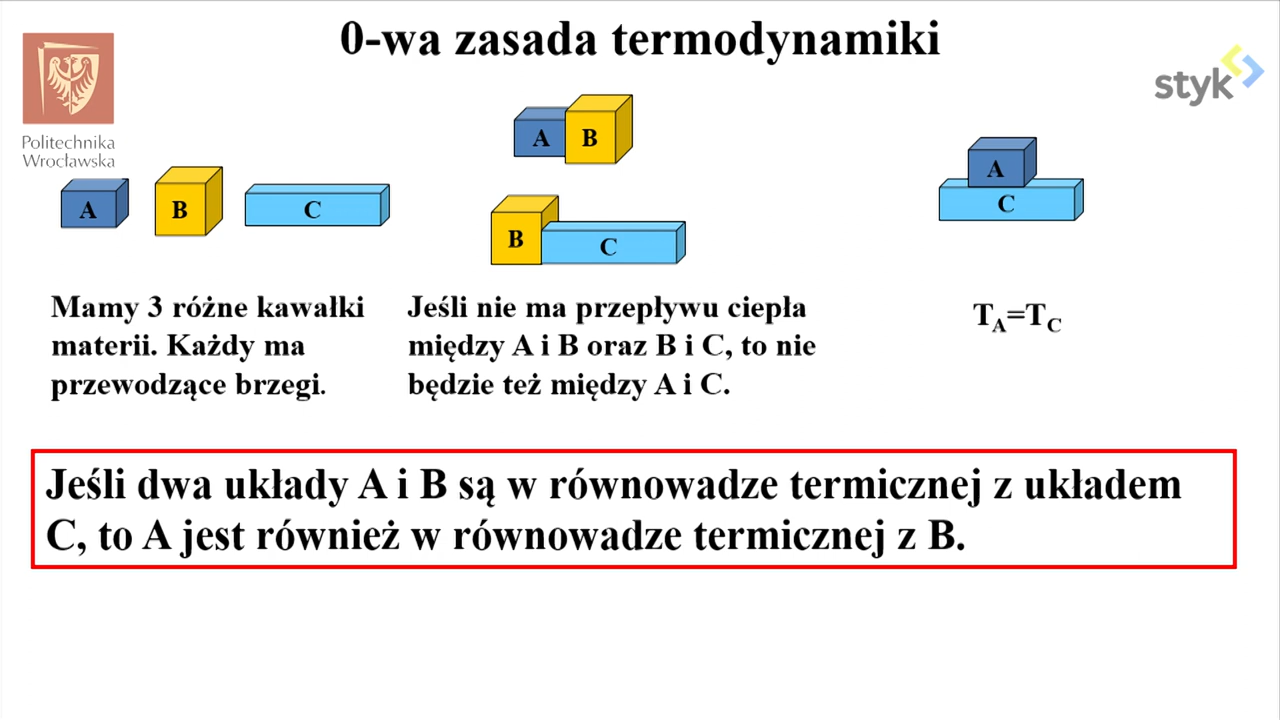 0-wa zasada termodynamiki
Politechnika
Wrocławska
styk
A
B
C
A
B
B
C
A
C
Mamy 3 różne kawałki
materii. Każdy ma
przewodzące brzegi.
Jeśli nie ma przepływu ciepła
między A i B oraz B i C, to nie
będzie też między A i C.
T_A=T_C
Jeśli dwa układy A i B są w równowadze termicznej z układem
C, to A jest również w równowadze termicznej z B.